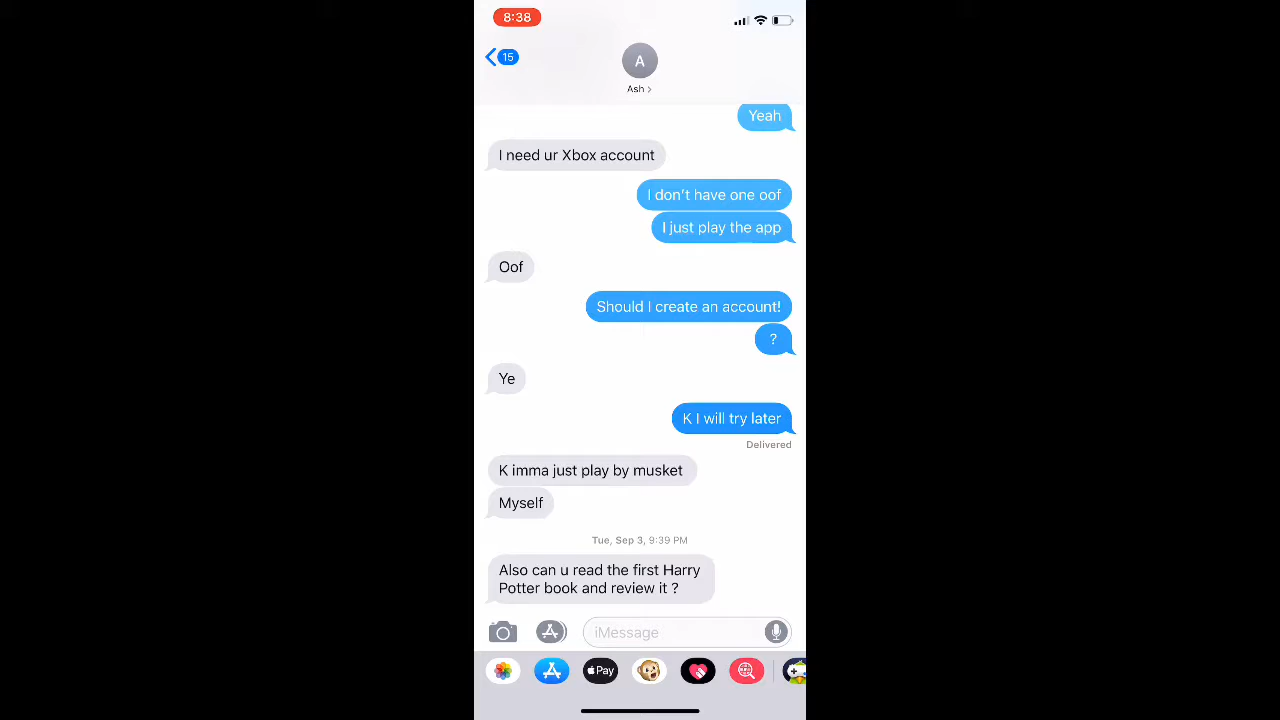 8:38
15
A
Ash >
Yeah
I need ur Xbox account
I don't have one oof
I just play the app
Oof
Should I create an account!
?
Ye
K I will try later
Delivered
K imma just play by musket
Myself
Tue, Sep 3, 9:39 PM
Also can u read the first Harry
Potter book and review it ?
iMessage
Pay